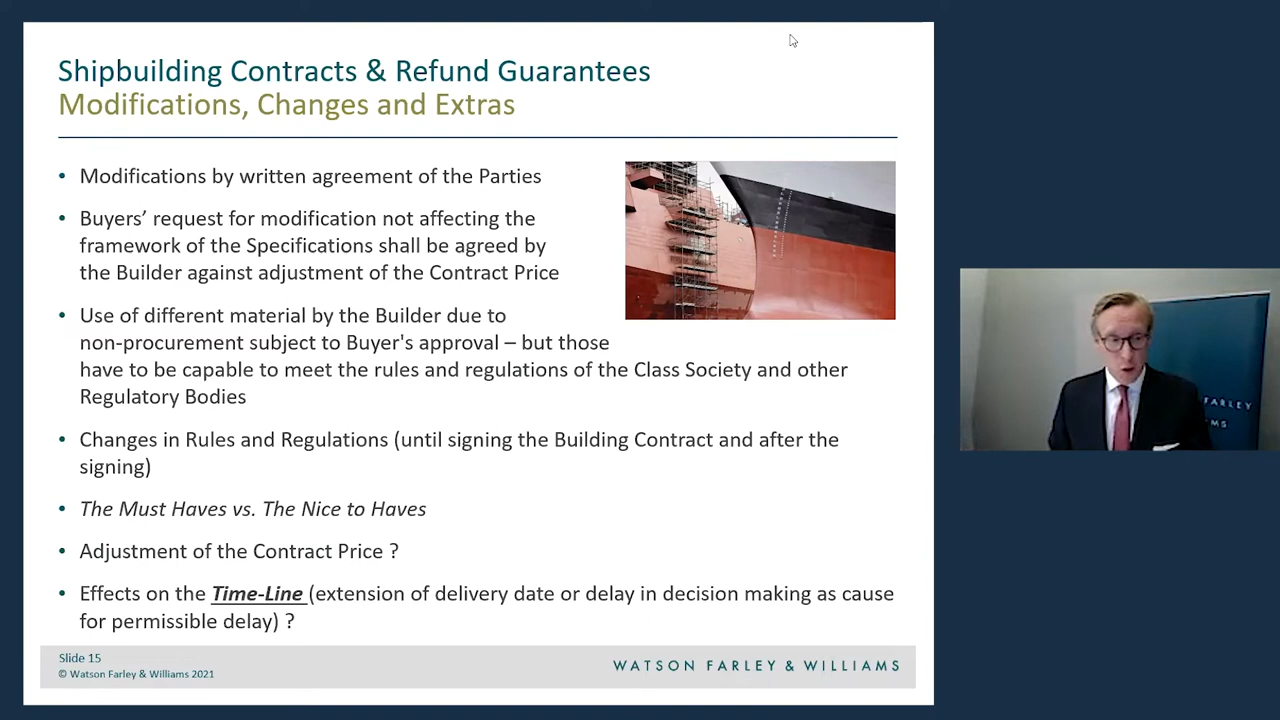 Shipbuilding Contracts & Refund Guarantees
Modifications, Changes and Extras
• Modifications by written agreement of the Parties
• Buyers’ request for modification not affecting the
framework of the Specifications shall be agreed by
the Builder against adjustment of the Contract Price
• Use of different material by the Builder due to
non-procurement subject to Buyer's approval – but those
have to be capable to meet the rules and regulations of the Class Society and other
Regulatory Bodies
• Changes in Rules and Regulations (until signing the Building Contract and after the
signing)
• The Must Haves vs. The Nice to Haves
• Adjustment of the Contract Price ?
• Effects on the Time-Line (extension of delivery date or delay in decision making as cause
for permissible delay) ?
Slide 15
© Watson Farley & Williams 2021
WATSON FARLEY & WILLIAMS
FARLEY
MS